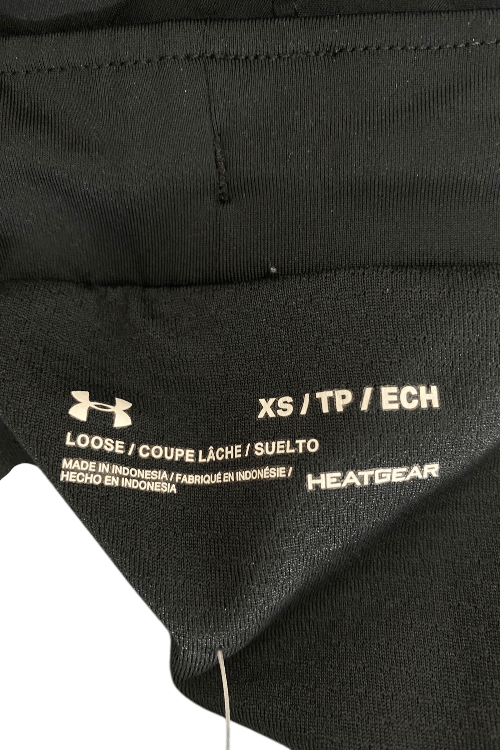 XS / TP / ECH
LOOSE / COUPE LÂCHE / SUELTO
MADE IN INDONESIA / FABRIQUÉ EN INDONÉSIE /
HECHO EN INDONESIA
HEATGEAR